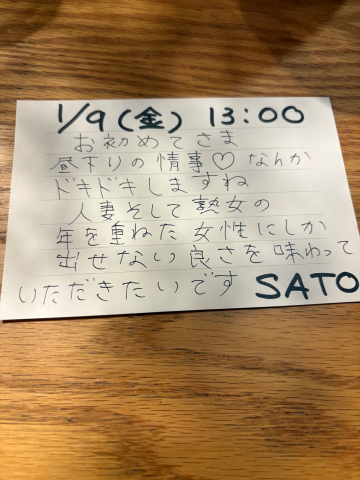 1/9(金) 13:00
お初めてさま
昼下りの情事♡なんか
ドキドキしますね
人妻そして熟女の
年を重ねた女性にしか
出せない良さを味わって
いただきたいです SATO